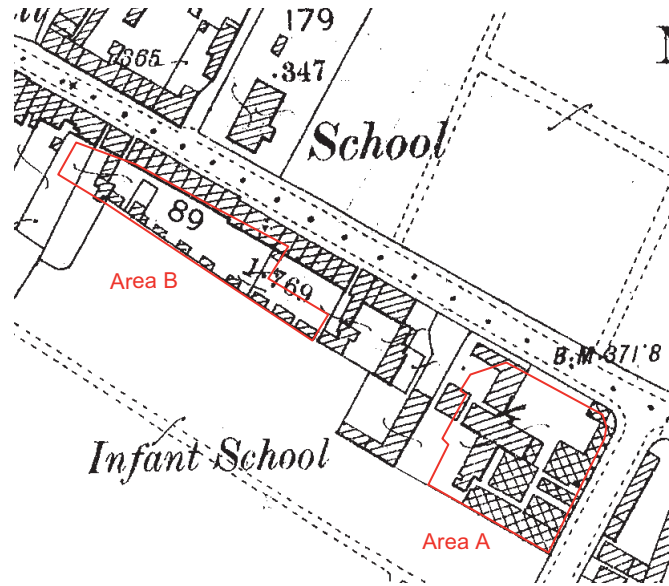 179
.347
.365
School
89
1.769
Area B
B.M.371.8
Infant School
Area A